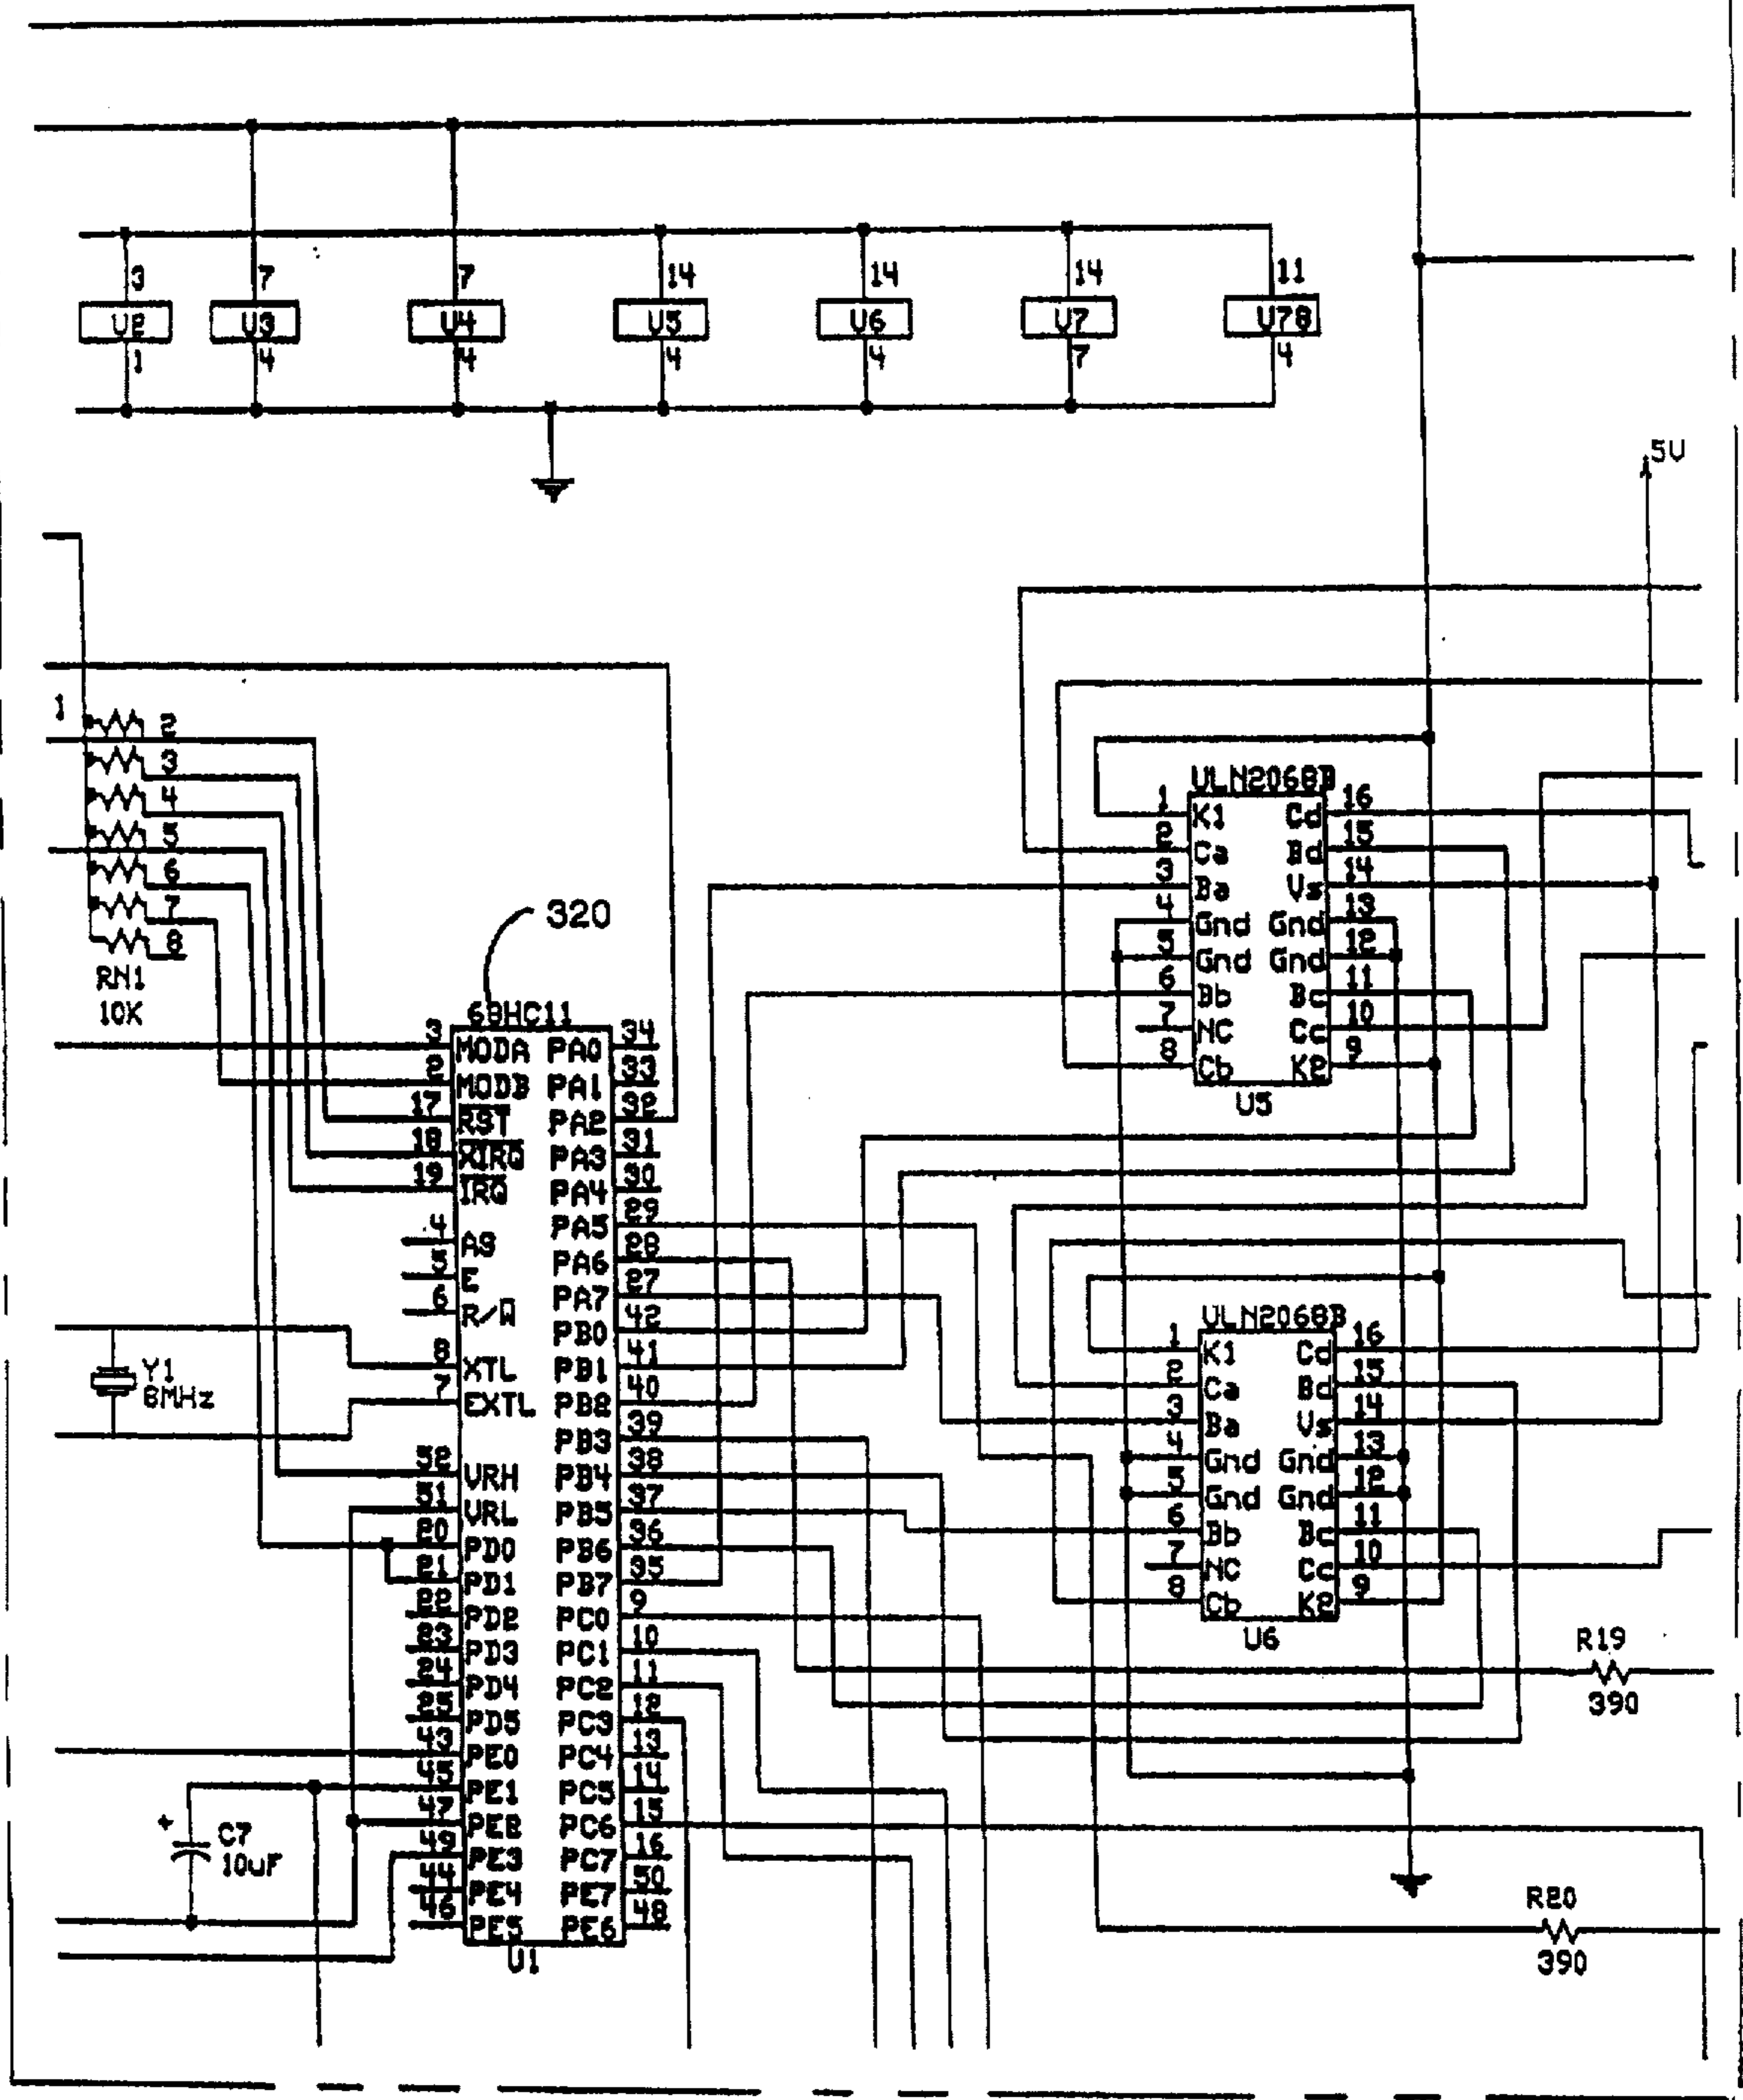 3 7 7 14 14 14 11
U2 U3 U4 U5 U6 U7 U78
1 4 4 4 4 7 4
5V
1
2
3
4
5
6
7
8
RN1
10K
320
68HC11
3 MODA PA0 34
2 MODB PA1 33
17 RST PA2 32
18 XIRQ PA3 31
19 IRQ PA4 30
PA5 29
4 AS PA6 28
5 E PA7 27
6 R/W PB0 42
8 XTL PB1 41
7 EXTL PB2 40
PB3 39
52 VRH PB4 38
51 VRL PB5 37
20 PD0 PB6 36
21 PD1 PB7 35
22 PD2 PC0 9
23 PD3 PC1 10
24 PD4 PC2 11
25 PD5 PC3 12
43 PE0 PC4 13
45 PE1 PC5 14
47 PE2 PC6 15
49 PE3 PC7 16
44 PE4 PE7 50
46 PE5 PE6 48
U1
Y1
8MHz
+ C7
10uF
ULN2068B
1 K1 Cd 16
2 Ca Bd 15
3 Ba Vs 14
4 Gnd Gnd 13
5 Gnd Gnd 12
6 Bb Bc 11
7 NC Cc 10
8 Cb K2 9
U5
ULN2068B
1 K1 Cd 16
2 Ca Bd 15
3 Ba Vs 14
4 Gnd Gnd 13
5 Gnd Gnd 12
6 Bb Bc 11
7 NC Cc 10
8 Cb K2 9
U6
R19
390
R20
390